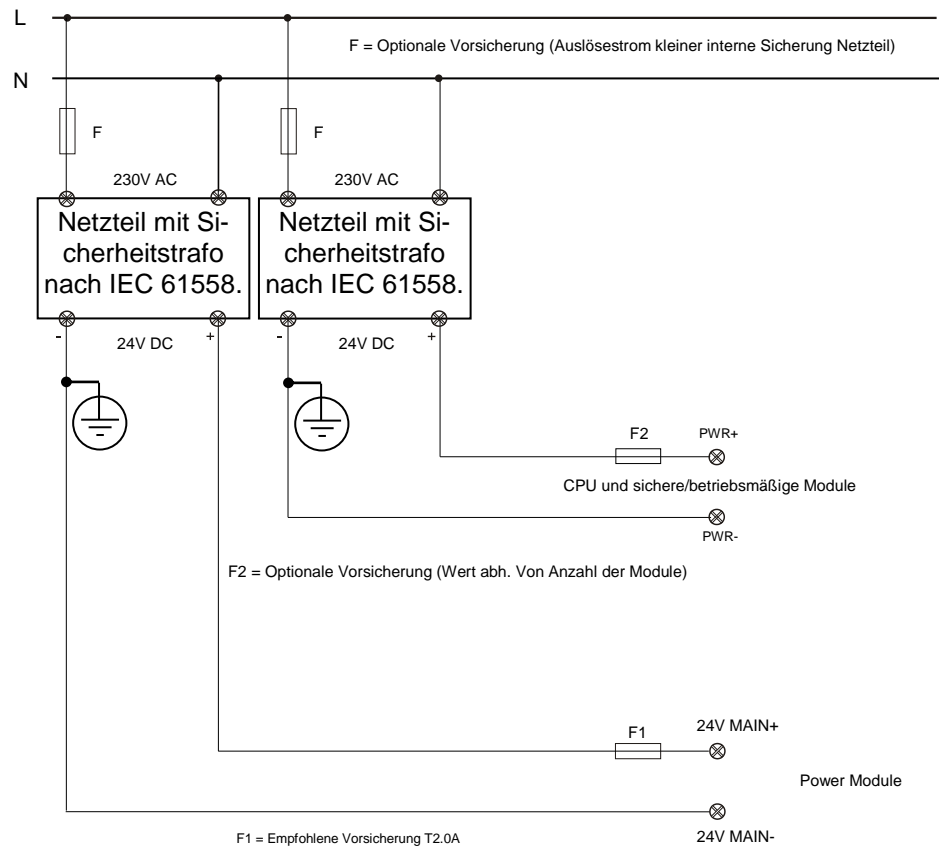 L
F = Optionale Vorsicherung (Auslösestrom kleiner interne Sicherung Netzteil)
N
F
F
230V AC
230V AC
Netzteil mit Si-
cherheitstrafo
nach IEC 61558.
Netzteil mit Si-
cherheitstrafo
nach IEC 61558.
-
24V DC
+
-
24V DC
+
F2
PWR+
CPU und sichere/betriebsmäßige Module
PWR-
F2 = Optionale Vorsicherung (Wert abh. Von Anzahl der Module)
F1
24V MAIN+
Power Module
F1 = Empfohlene Vorsicherung T2.0A
24V MAIN-